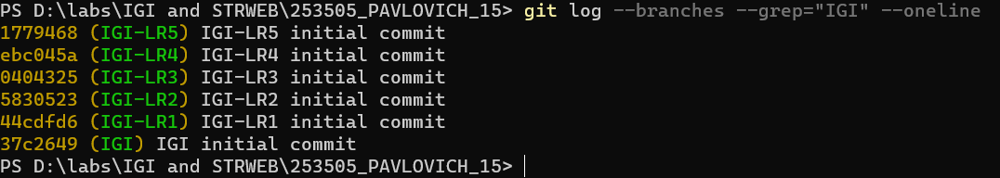 PS D:\labs\IGI and STRWEB\253505_PAVLOVICH_15> git log --branches --grep="IGI" --oneline
1779468 (IGI-LR5) IGI-LR5 initial commit
ebc045a (IGI-LR4) IGI-LR4 initial commit
0404325 (IGI-LR3) IGI-LR3 initial commit
5830523 (IGI-LR2) IGI-LR2 initial commit
44cdfd6 (IGI-LR1) IGI-LR1 initial commit
37c2649 (IGI) IGI initial commit
PS D:\labs\IGI and STRWEB\253505_PAVLOVICH_15>